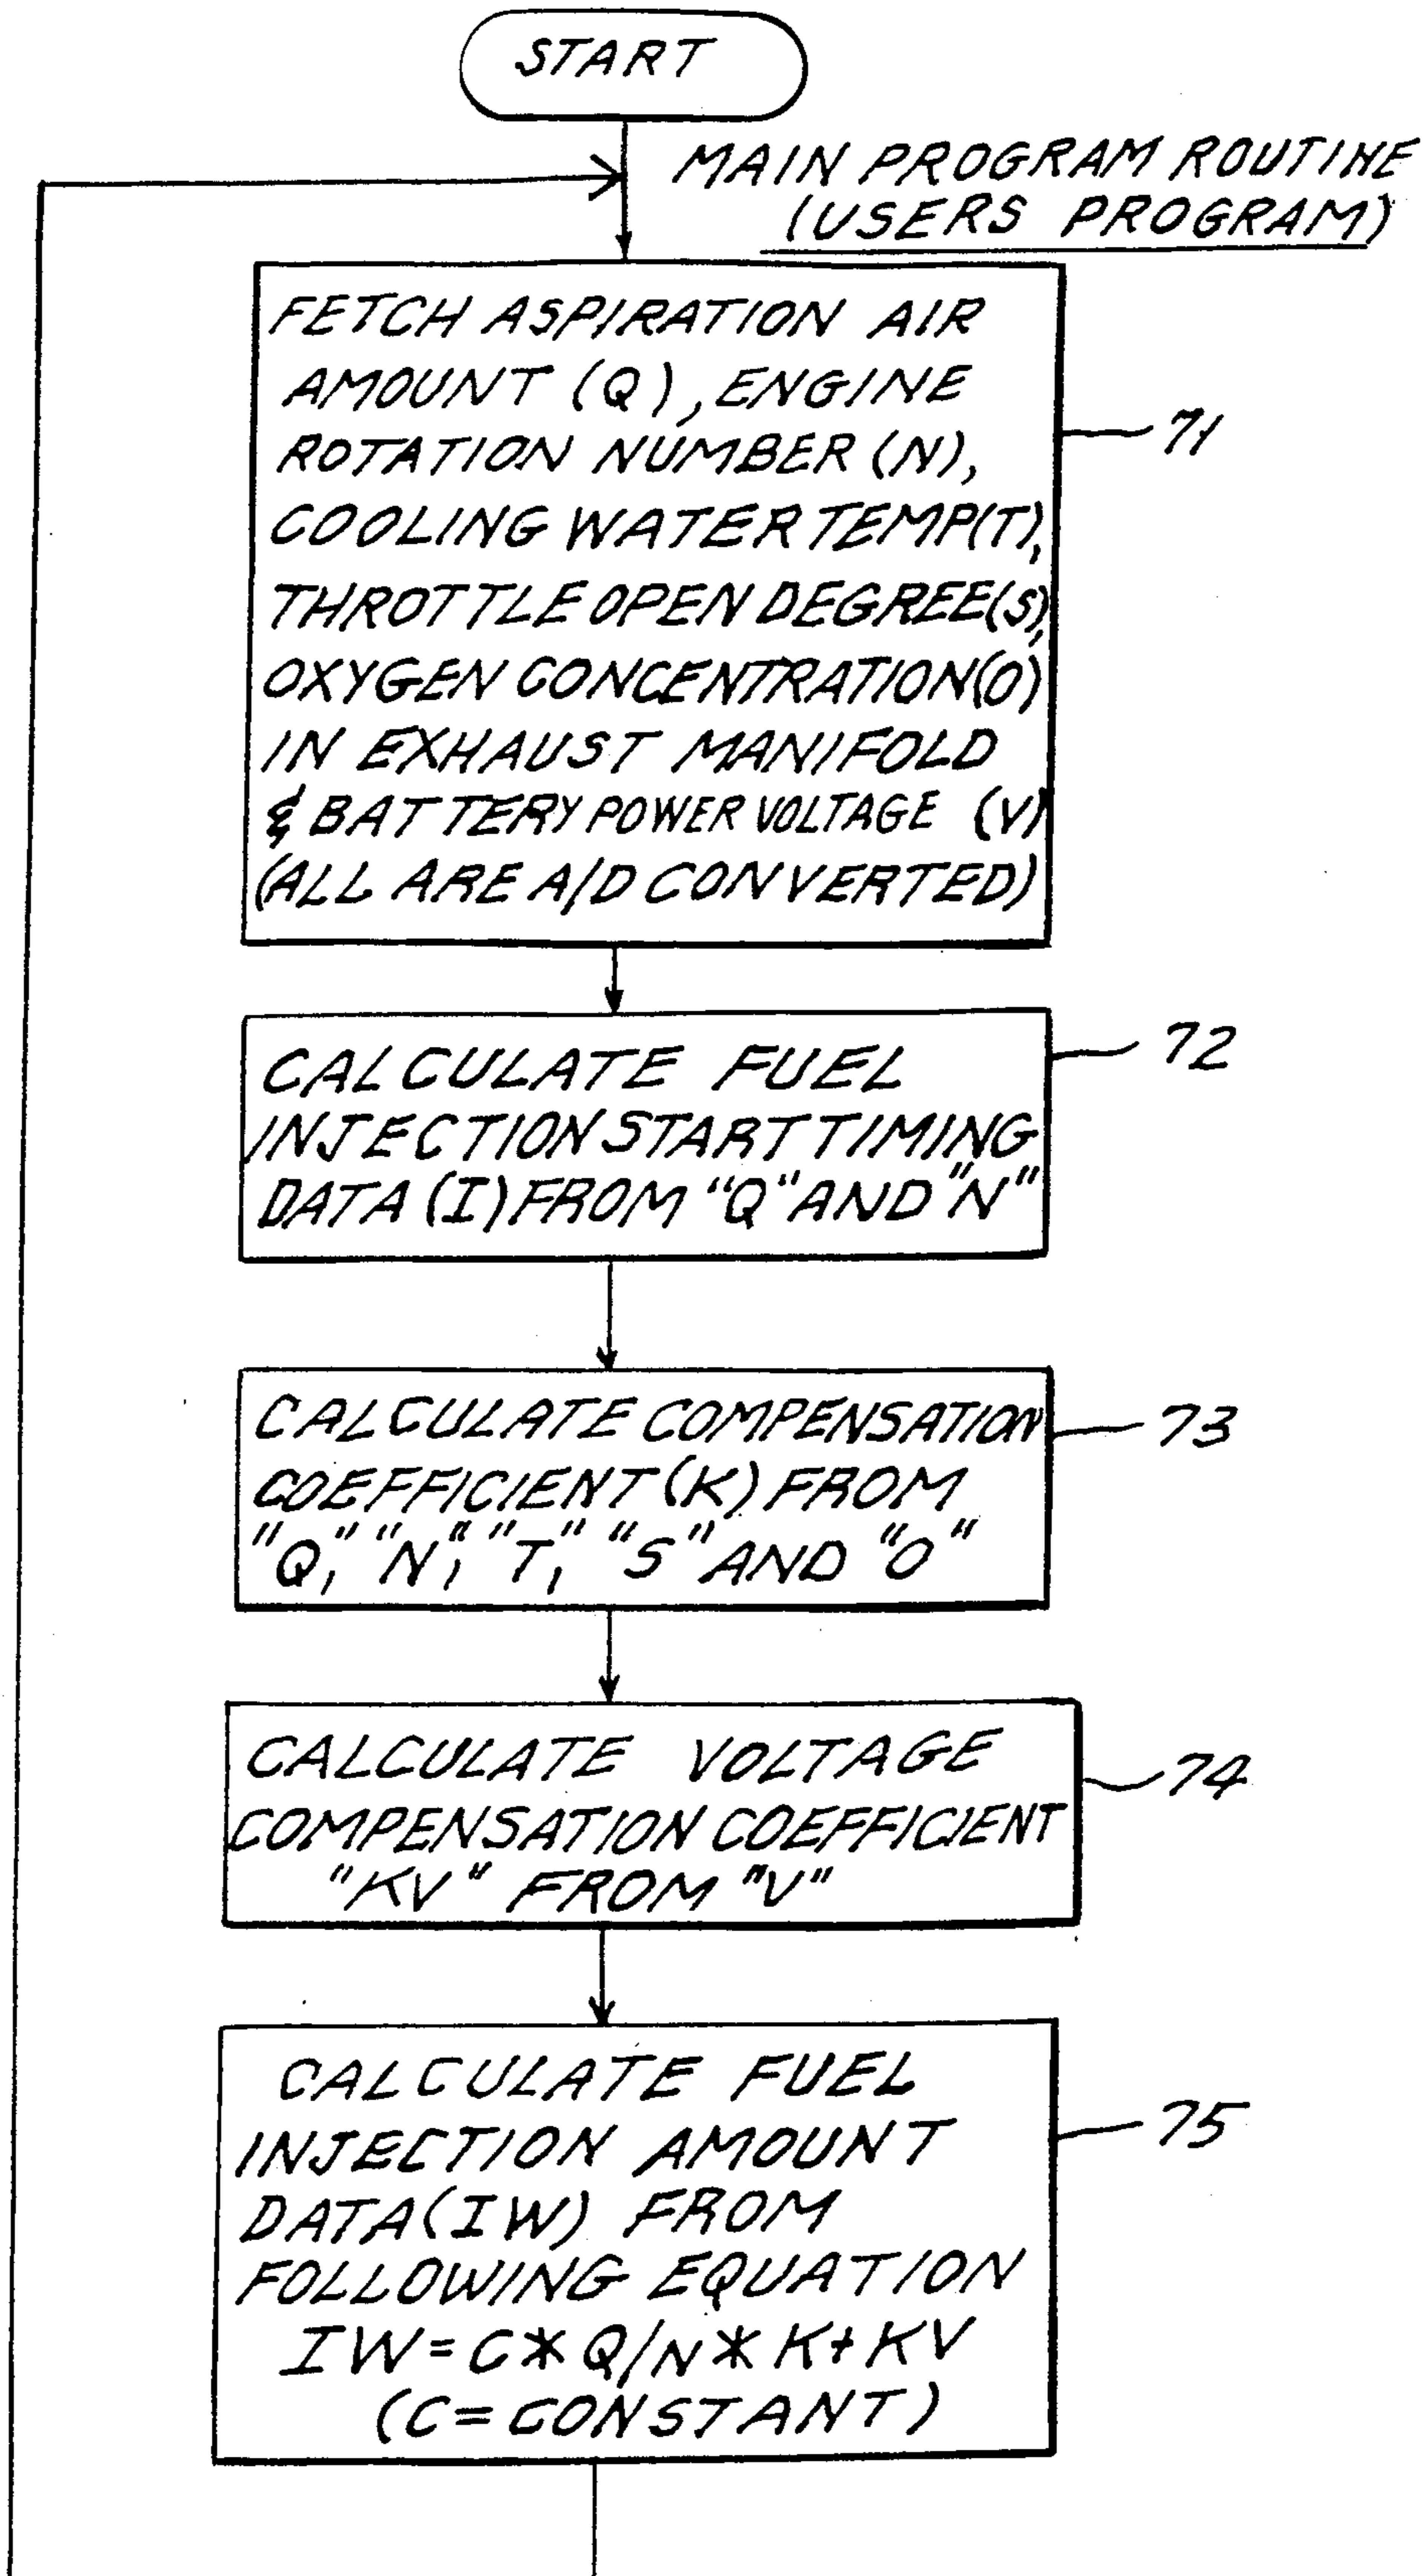 START
MAIN PROGRAM ROUTINE
(USERS PROGRAM)
FETCH ASPIRATION AIR
AMOUNT (Q), ENGINE
ROTATION NUMBER (N),
71
COOLING WATER TEMP(T),
THROTTLE OPEN DEGREE(S),
OXYGEN CONCENTRATION(O)
IN EXHAUST MANIFOLD
& BATTERY POWER VOLTAGE (V)
(ALL ARE A/D CONVERTED)
72
CALCULATE FUEL
INJECTION START TIMING
DATA (I) FROM "Q" AND "N"
CALCULATE COMPENSATION
73
COEFFICIENT (K) FROM
"Q," "N," "T," "S" AND "O"
CALCULATE VOLTAGE
74
COMPENSATION COEFFICIENT
"KV" FROM "V"
CALCULATE FUEL
75
INJECTION AMOUNT
DATA (IW) FROM
FOLLOWING EQUATION
IW = C * Q/N * K + KV
(C = CONSTANT)